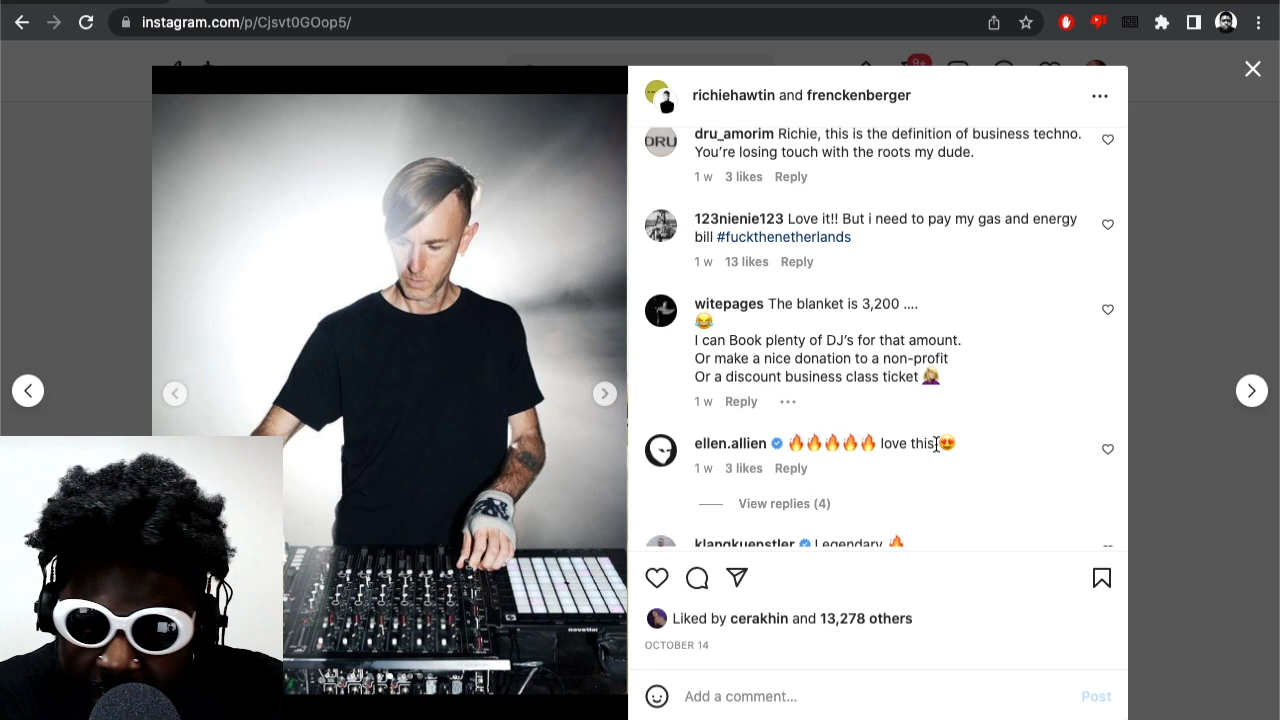 instagram.com/p/Cjsvt0GOop5/
9+
richiehawtin and frenckenberger
DRU
dru_amorim Richie, this is the definition of business techno.
You're losing touch with the roots my dude.
1 w 3 likes Reply
123nienie123 Love it!! But i need to pay my gas and energy
bill #fuckthenetherlands
1 w 13 likes Reply
witepages The blanket is 3,200 ....
😂
I can Book plenty of DJ's for that amount.
Or make a nice donation to a non-profit
Or a discount business class ticket 🤦🏼‍♀️
1 w Reply
ellen.allien 🔥🔥🔥🔥🔥 love this 😍
1 w 3 likes Reply
View replies (4)
klangkuenstler Legendary 🔥
Liked by cerakhin and 13,278 others
OCTOBER 14
Add a comment...
Post
novation